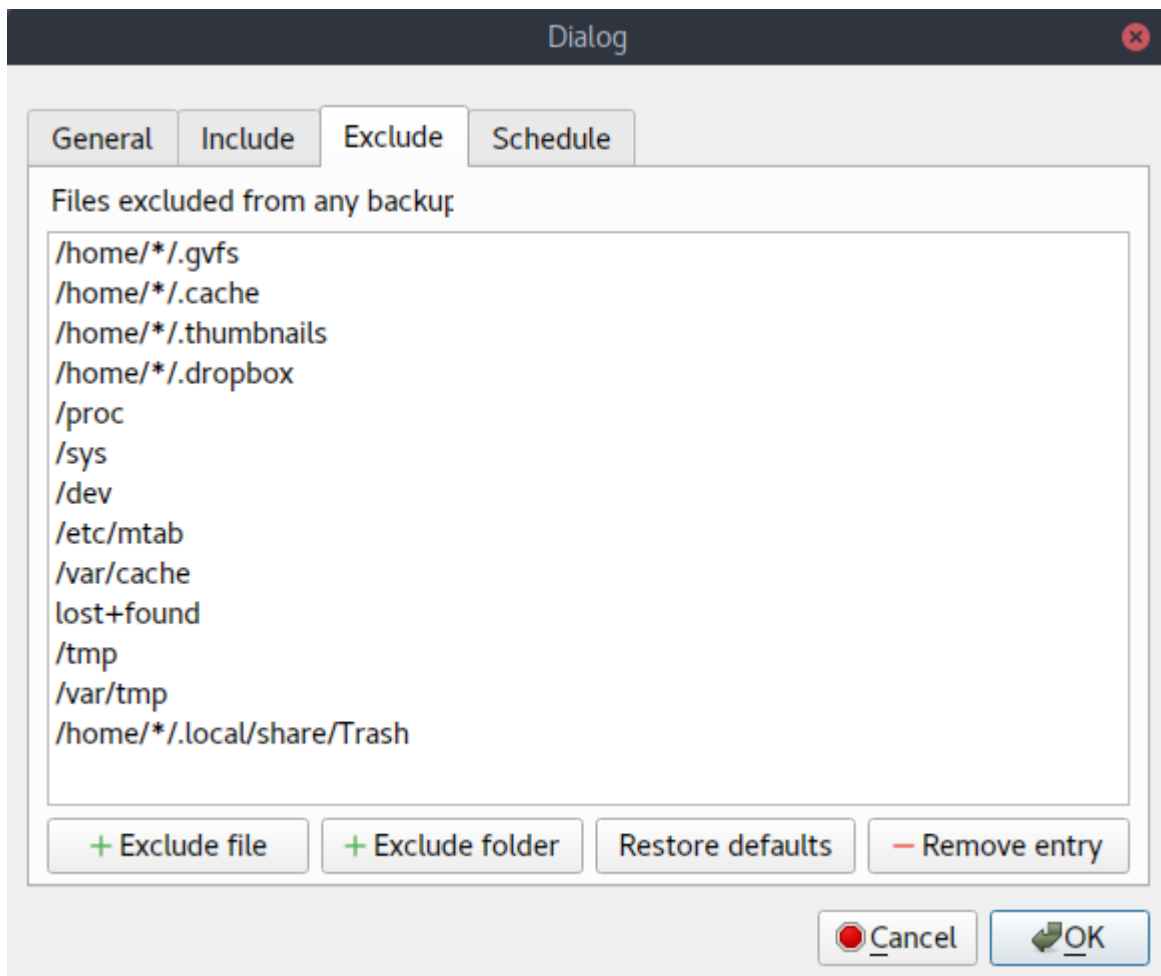 Dialog
General Include Exclude Schedule
Files excluded from any backup
/home/*/.gvfs
/home/*/.cache
/home/*/.thumbnails
/home/*/.dropbox
/proc
/sys
/dev
/etc/mtab
/var/cache
lost+found
/tmp
/var/tmp
/home/*/.local/share/Trash
+ Exclude file + Exclude folder Restore defaults − Remove entry
Cancel OK